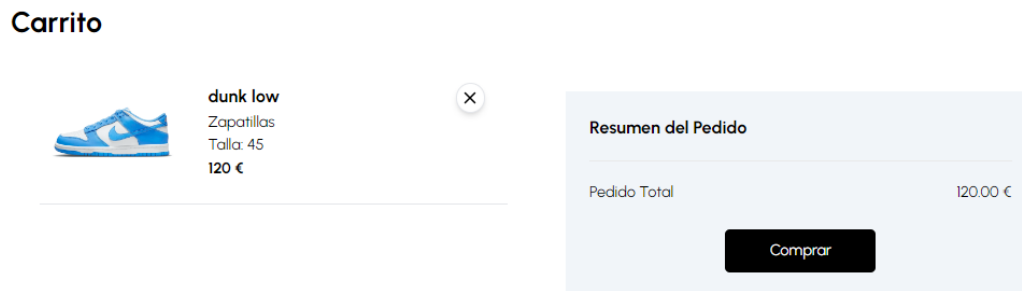 Carrito
dunk low
Zapatillas
Talla: 45
120 €
Resumen del Pedido
Pedido Total 120.00 €
Comprar